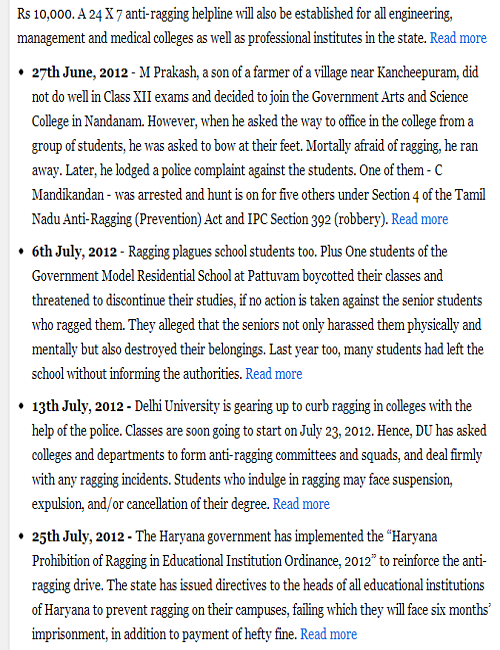 Rs 10,000. A 24 X 7 anti-ragging helpline will also be established for all engineering,
management and medical colleges as well as professional institutes in the state. Read more
• 27th June, 2012 - M Prakash, a son of a farmer of a village near Kancheepuram, did
not do well in Class XII exams and decided to join the Government Arts and Science
College in Nandanam. However, when he asked the way to office in the college from a
group of students, he was asked to bow at their feet. Mortally afraid of ragging, he ran
away. Later, he lodged a police complaint against the students. One of them - C
Mandikandan - was arrested and hunt is on for five others under Section 4 of the Tamil
Nadu Anti-Ragging (Prevention) Act and IPC Section 392 (robbery). Read more
• 6th July, 2012 - Ragging plagues school students too. Plus One students of the
Government Model Residential School at Pattuvam boycotted their classes and
threatened to discontinue their studies, if no action is taken against the senior students
who ragged them. They alleged that the seniors not only harassed them physically and
mentally but also destroyed their belongings. Last year too, many students had left the
school without informing the authorities. Read more
• 13th July, 2012 - Delhi University is gearing up to curb ragging in colleges with the
help of the police. Classes are soon going to start on July 23, 2012. Hence, DU has asked
colleges and departments to form anti-ragging committees and squads, and deal firmly
with any ragging incidents. Students who indulge in ragging may face suspension,
expulsion, and/or cancellation of their degree. Read more
• 25th July, 2012 - The Haryana government has implemented the “Haryana
Prohibition of Ragging in Educational Institution Ordinance, 2012” to reinforce the anti-
ragging drive. The state has issued directives to the heads of all educational institutions
of Haryana to prevent ragging on their campuses, failing which they will face six months’
imprisonment, in addition to payment of hefty fine. Read more